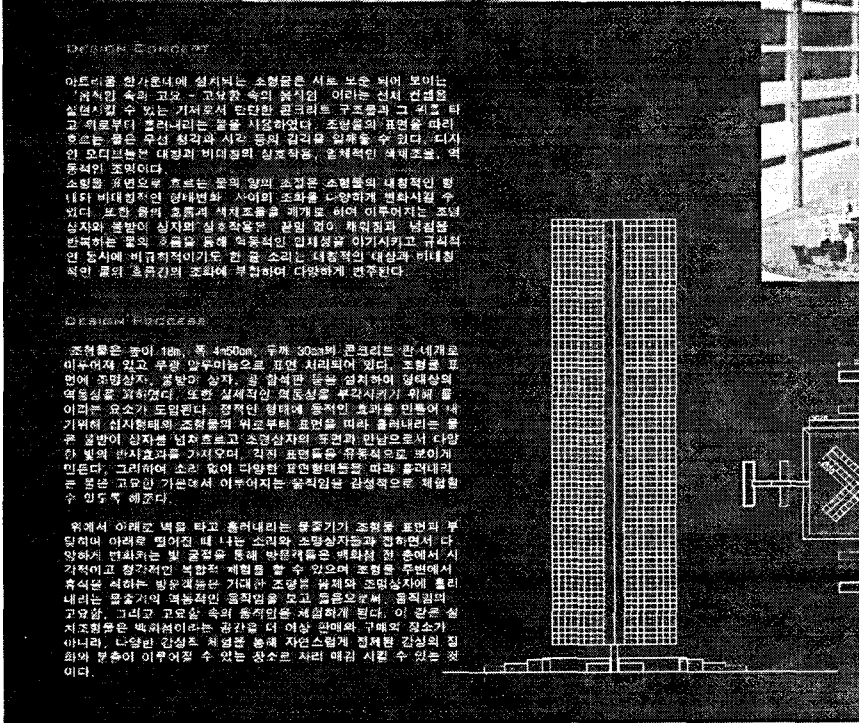 DESIGN CONCEPT
아트리움 한가운데에 설치되는 조형물은 서로 모순 되어 보이는
"움직임 속의 고요 - 고요함 속의 움직임" 이라는 전체 컨셉을
실현시킬 수 있는 기재로서 단단한 콘크리트 구조물과 그 위를 타
고 위로부터 흘러내리는 물을 사용하였다. 조형물의 표면을 따라
흐르는 물은 우선 청각과 시각 등의 감각을 일깨울 수 있다. 디자
인 모티브들은 대칭과 비대칭의 상호작용, 입체적인 색채조율, 역
동적인 조명이다.
조형물 표면으로 흐르는 물의 양의 조절은 조형물의 대칭적인 형
태와 비대칭적인 형태변화 사이의 조화를 다양하게 변화시킬 수
있다. 또한 물의 흐름과 색채조율을 매개로 하여 이루어지는 조명
상자와 물받이 상자의 상호작용은 끊임 없이 채워짐과 넘침을
반복하는 물의 흐름을 통해 역동적인 입체성을 야기시키고 규칙적
인 동시에 비규칙적이기도 한 물 소리는 대칭적인 대상과 비대칭
적인 물의 흐름간의 조화에 부합하여 다양하게 변주된다.
DESIGN PROCESS
조형물은 높이 18m, 폭 4m50cm, 두께 30cm의 콘크리트 판 네개로
이루어져 있고 무광 알루미늄으로 표면 처리되어 있다. 조형물 표
면에 조명상자, 물받이 상자, 함석판 등을 설치하여 형태상의
역동성을 꾀하였다. 또한 실제적인 역동성을 부각시키기 위해 물
이라는 요소가 도입된다. 정적인 형태에 동적인 효과를 만들어 내
기위해 십자형태의 조형물의 위로부터 표면을 따라 흘러내리는 물
은 물받이 상자를 넘쳐흐르고 조명상자의 표면과 만남으로서 다양
한 빛의 반사효과를 가져오며, 각진 표면들을 유동적으로 보이게
만든다. 그리하여 소리 없이 다양한 표면형태들을 따라 흘러내리
는 물은 고요한 가운데서 이루어지는 움직임을 감성적으로 체험할
수 있도록 해준다.
위에서 아래로 벽을 타고 흘러내리는 물줄기가 조형물 표면과 부
딪히며 아래로 떨어질 때 나는 소리와 조명상자들과 접하면서 다
양하게 변화하는 빛 굴절을 통해 방문객들은 백화점 전 층에서 시
각적이고 청각적인 복합적 체험을 할 수 있으며 조형물 주변에서
휴식을 취하는 방문객들은 거대한 조형물 몸체와 조명상자에 흘러
내리는 물줄기의 역동적인 움직임을 보고 들음으로써, 움직임의
고요함, 그리고 고요함 속의 움직임을 체험하게 된다. 이 같은 설
치조형물은 백화점이라는 공간을 더 이상 판매와 구매의 장소가
아니라, 다양한 감성적 체험을 통해 자연스럽게 정제된 감성의 집
화와 분출이 이루어질 수 있는 장소로 자리 매김 시킬 수 있는 것
이다.